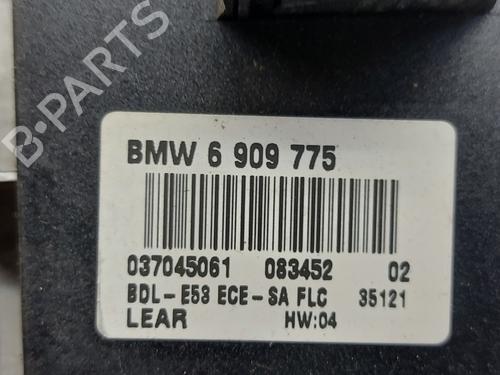 B-PARTS
BMW 6 909 775
037045061 083452 02
BDL-E53 ECE-SA FLC 35121
LEAR HW:04